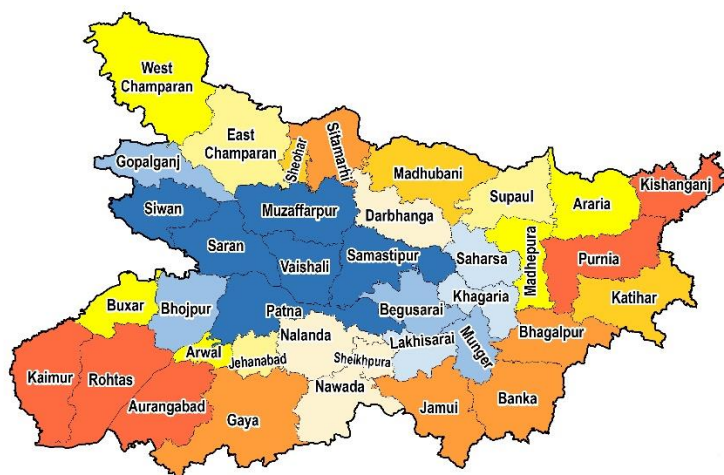 West
Champaran
East
Champaran
Sheohar
Sitamarhi
Gopalganj
Madhubani
Kishanganj
Supaul
Araria
Siwan
Muzaffarpur
Darbhanga
Saran
Madhepura
Purnia
Vaishali
Samastipur
Saharsa
Katihar
Buxar
Bhojpur
Patna
Begusarai
Khagaria
Bhagalpur
Munger
Nalanda
Lakhisarai
Arwal
Jehanabad
Sheikhpura
Kaimur
Rohtas
Nawada
Banka
Aurangabad
Gaya
Jamui